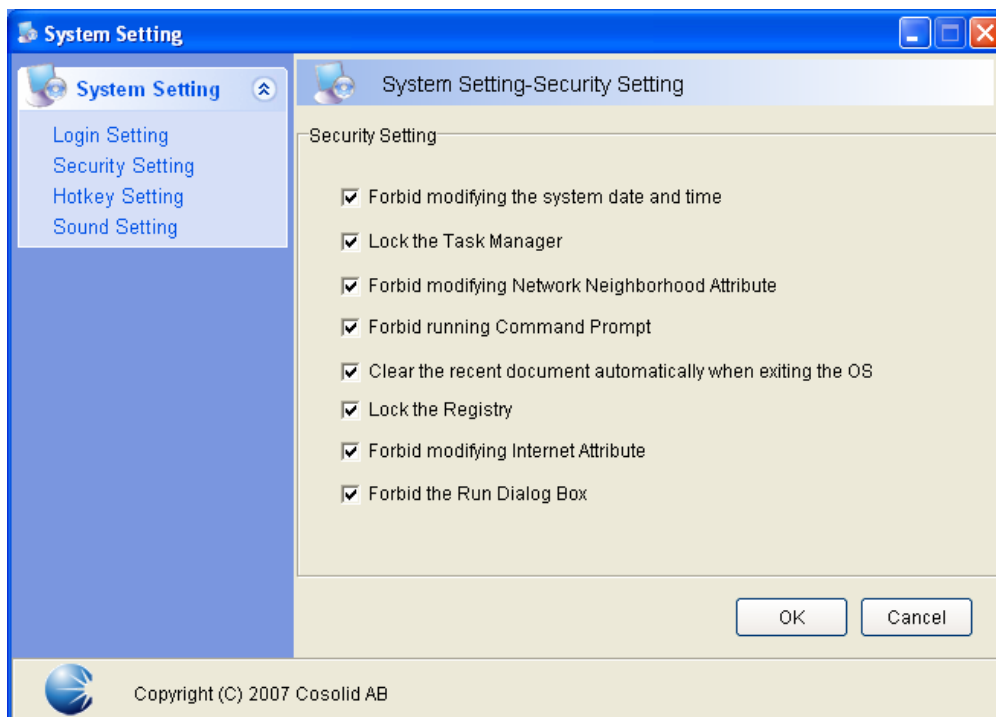 System Setting
System Setting
Login Setting
Security Setting
Hotkey Setting
Sound Setting
System Setting-Security Setting
Security Setting
Forbid modifying the system date and time
Lock the Task Manager
Forbid modifying Network Neighborhood Attribute
Forbid running Command Prompt
Clear the recent document automatically when exiting the OS
Lock the Registry
Forbid modifying Internet Attribute
Forbid the Run Dialog Box
OK
Cancel
Copyright (C) 2007 Cosolid AB